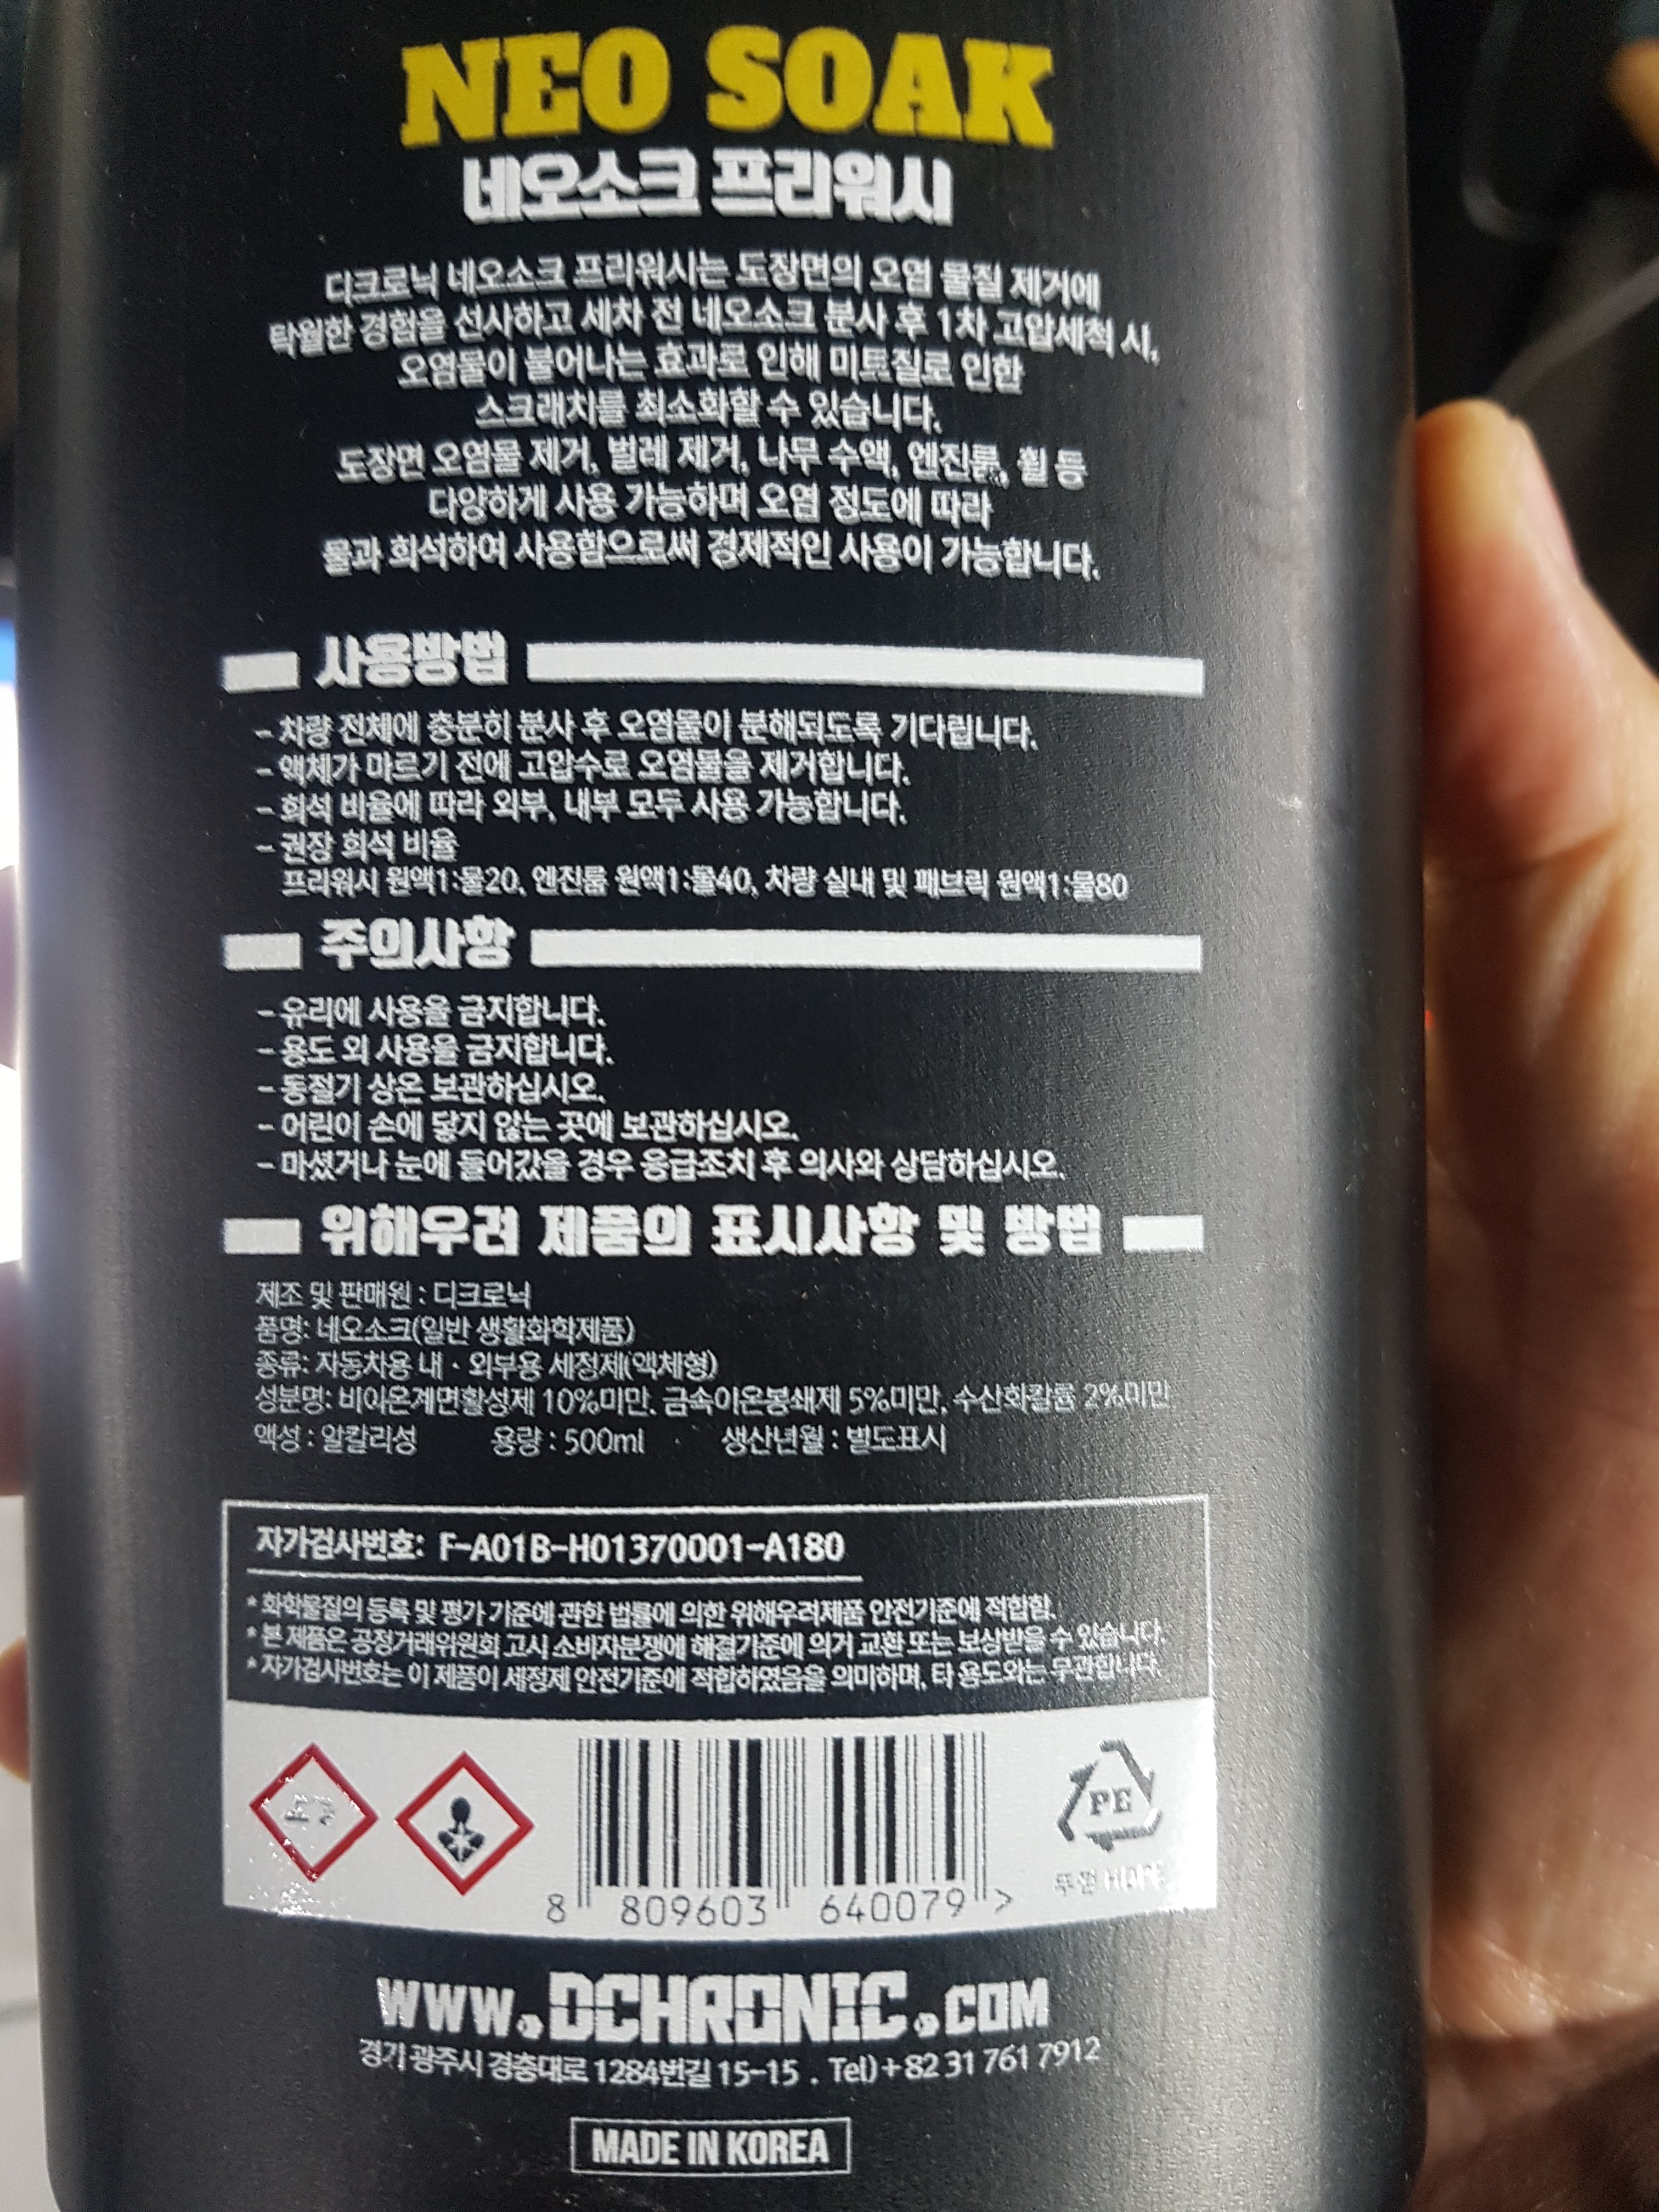 NEO SOAK
네오소크 프리워시
디크로닉 네오소크 프리워시는 도장면의 오염 물질 제거에
탁월한 경험을 선사하고 세차 전 네오소크 분사 후 1차 고압세척 시,
오염물이 불어나는 효과로 인해 미트질로 인한
스크래치를 최소화할 수 있습니다.
도장면 오염물 제거, 벌레 제거, 나무 수액, 엔진룸, 휠 등
다양하게 사용 가능하며 오염 정도에 따라
물과 희석하여 사용함으로써 경제적인 사용이 가능합니다.
사용방법
- 차량 전체에 충분히 분사 후 오염물이 분해되도록 기다립니다.
- 액체가 마르기 전에 고압수로 오염물을 제거합니다.
- 희석 비율에 따라 외부, 내부 모두 사용 가능합니다.
- 권장 희석 비율
프리워시 원액1:물20, 엔진룸 원액1:물40, 차량 실내 및 패브릭 원액1:물80
주의사항
- 유리에 사용을 금지합니다.
- 용도 외 사용을 금지합니다.
- 동절기 상온 보관하십시오.
- 어린이 손에 닿지 않는 곳에 보관하십시오.
- 마셨거나 눈에 들어갔을 경우 응급조치 후 의사와 상담하십시오.
위해우려 제품의 표시사항 및 방법
제조 및 판매원 : 디크로닉
품명: 네오소크(일반 생활화학제품)
종류: 자동차용 내 · 외부용 세정제(액체형)
성분명: 비이온계면활성제 10%미만, 금속이온봉쇄제 5%미만, 수산화칼륨 2%미만
액성 : 알칼리성 용량 : 500ml 생산년월 : 별도표시
자가검사번호: F-A01B-H01370001-A180
* 화학물질의 등록 및 평가 기준에 관한 법률에 의한 위해우려제품 안전기준에 적합함.
* 본 제품은 공정거래위원회 고시 소비자분쟁에 해결기준에 의거 교환 또는 보상받을 수 있습니다.
* 자가검사번호는 이 제품이 세정제 안전기준에 적합하였음을 의미하며, 타 용도와는 무관합니다.
PE
8 809603 640079 >
WWW.DCHRONIC.COM
경기 광주시 경충대로 1284번길 15-15 . Tel)+82 31 761 7912
MADE IN KOREA